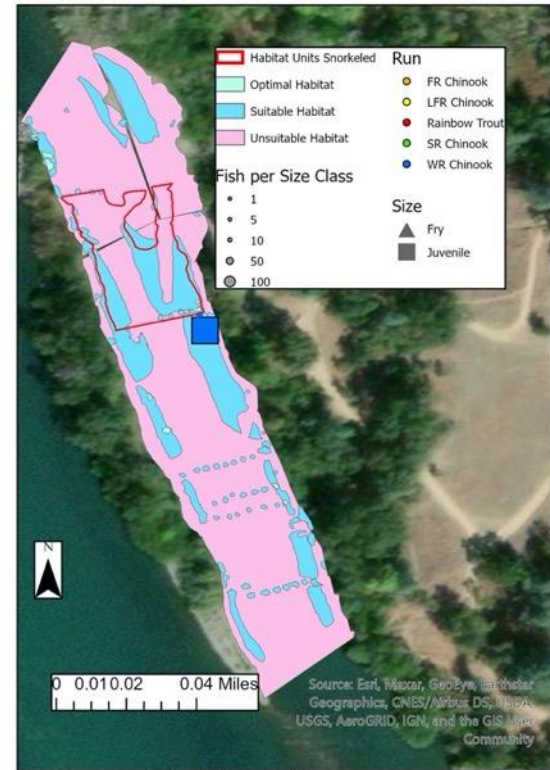 Habitat Units Snorkeled
Optimal Habitat
Suitable Habitat
Unsuitable Habitat
Fish per Size Class
1
5
10
50
100
Run
FR Chinook
LFR Chinook
Rainbow Trout
SR Chinook
WR Chinook
Size
Fry
Juvenile
N
0 0.01 0.02 0.04 Miles
Source: Esri, Maxar, GeoEye, Earthstar
Geographics, CNES/Airbus DS, USDA,
USGS, AeroGRID, IGN, and the GIS User
Community